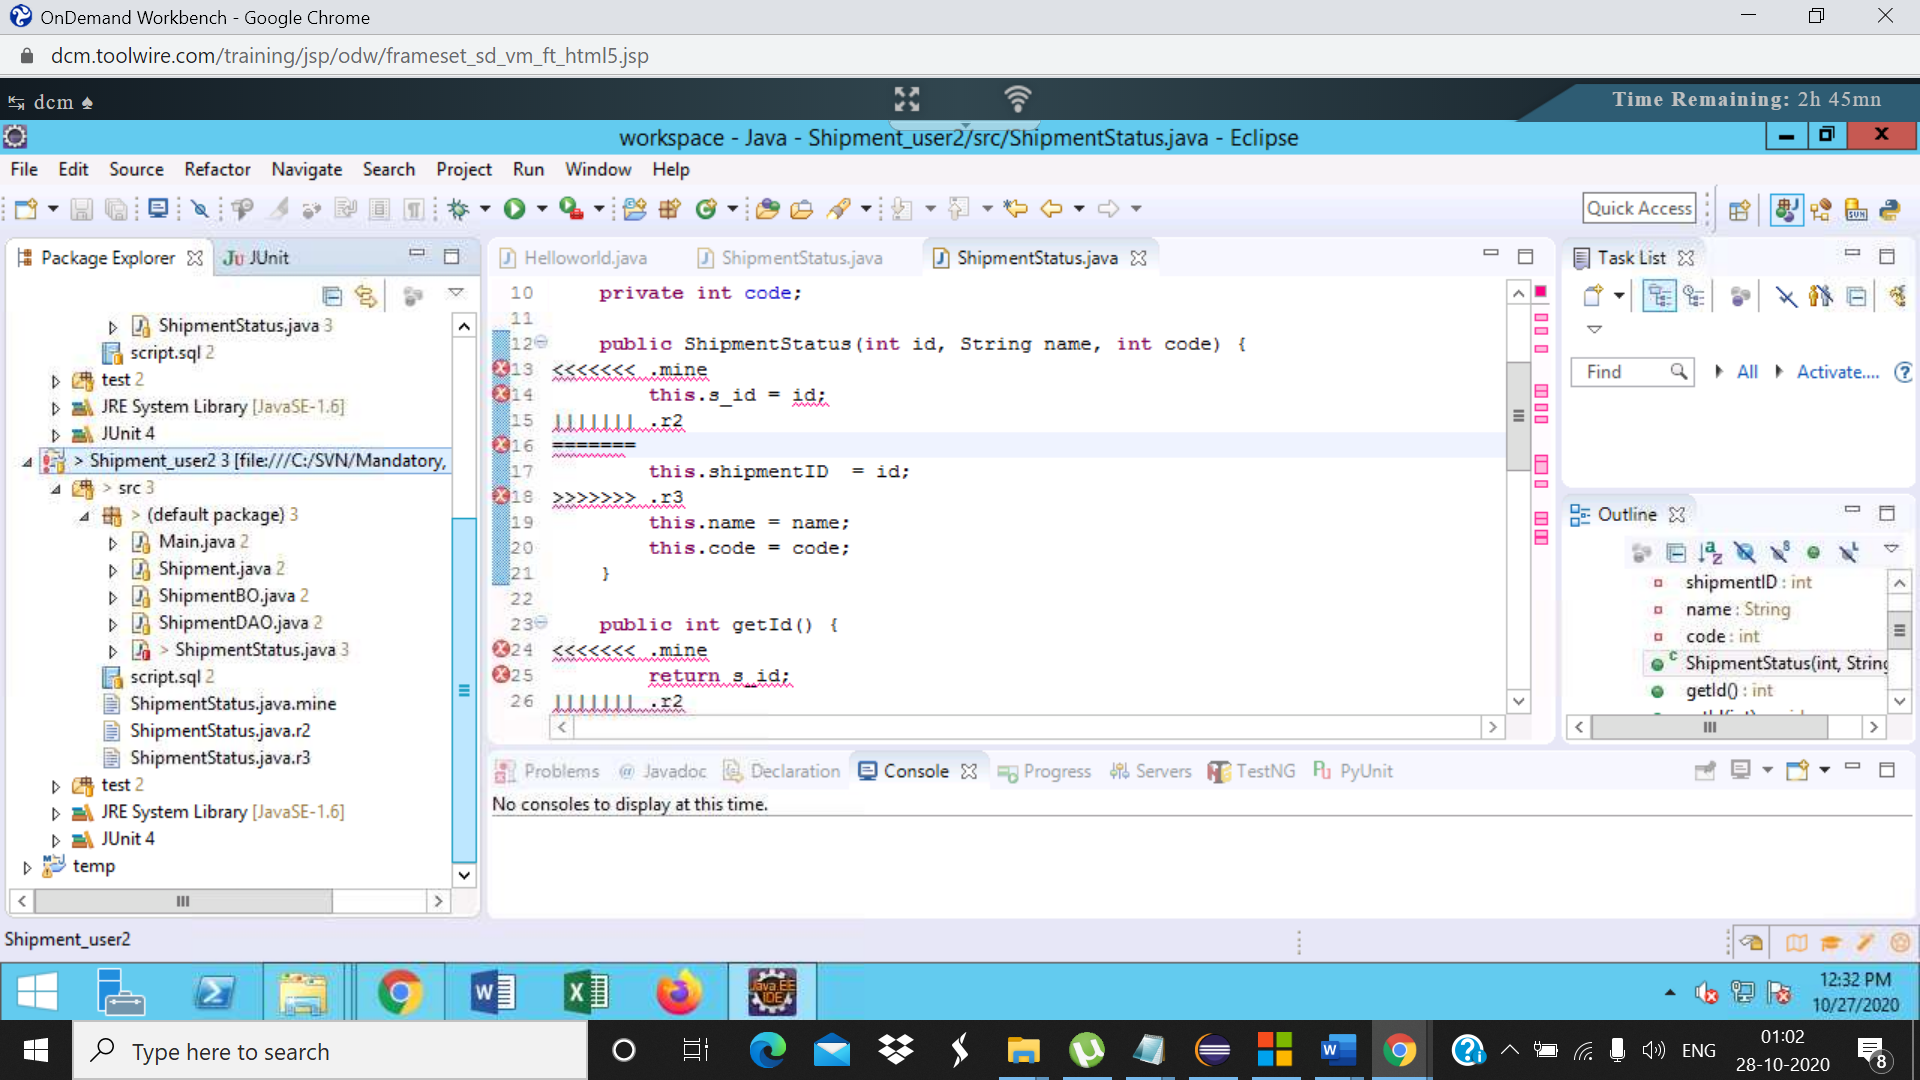 OnDemand Workbench - Google Chrome
dcm.toolwire.com/training/jsp/odw/frameset_sd_vm_ft_html5.jsp
dcm ♠
Time Remaining: 2h 45mn
workspace - Java - Shipment_user2/src/ShipmentStatus.java - Eclipse
File Edit Source Refactor Navigate Search Project Run Window Help
Quick Access
Package Explorer
JUnit
ShipmentStatus.java 3
script.sql 2
test 2
JRE System Library [JavaSE-1.6]
JUnit 4
> Shipment_user2 3 [file:///C:/SVN/Mandatory,
> src 3
> (default package) 3
Main.java 2
Shipment.java 2
ShipmentBO.java 2
ShipmentDAO.java 2
> ShipmentStatus.java 3
script.sql 2
ShipmentStatus.java.mine
ShipmentStatus.java.r2
ShipmentStatus.java.r3
test 2
JRE System Library [JavaSE-1.6]
JUnit 4
temp
Helloworld.java
ShipmentStatus.java
ShipmentStatus.java
10 private int code;
11
12 public ShipmentStatus(int id, String name, int code) {
13 <<<<<<< .mine
14 this.s_id = id;
15 ||||||| .r2
16 =======
17 this.shipmentID  = id;
18 >>>>>>> .r3
19 this.name = name;
20 this.code = code;
21 }
22
23 public int getId() {
24 <<<<<<< .mine
25 return s_id;
26 ||||||| .r2
Task List
Find
All
Activate....
Outline
shipmentID : int
name : String
code : int
ShipmentStatus(int, String
getId() : int
Problems @ Javadoc Declaration Console Progress Servers TestNG PyUnit
No consoles to display at this time.
Shipment_user2
12:32 PM
10/27/2020
Type here to search
ENG
01:02
28-10-2020
8